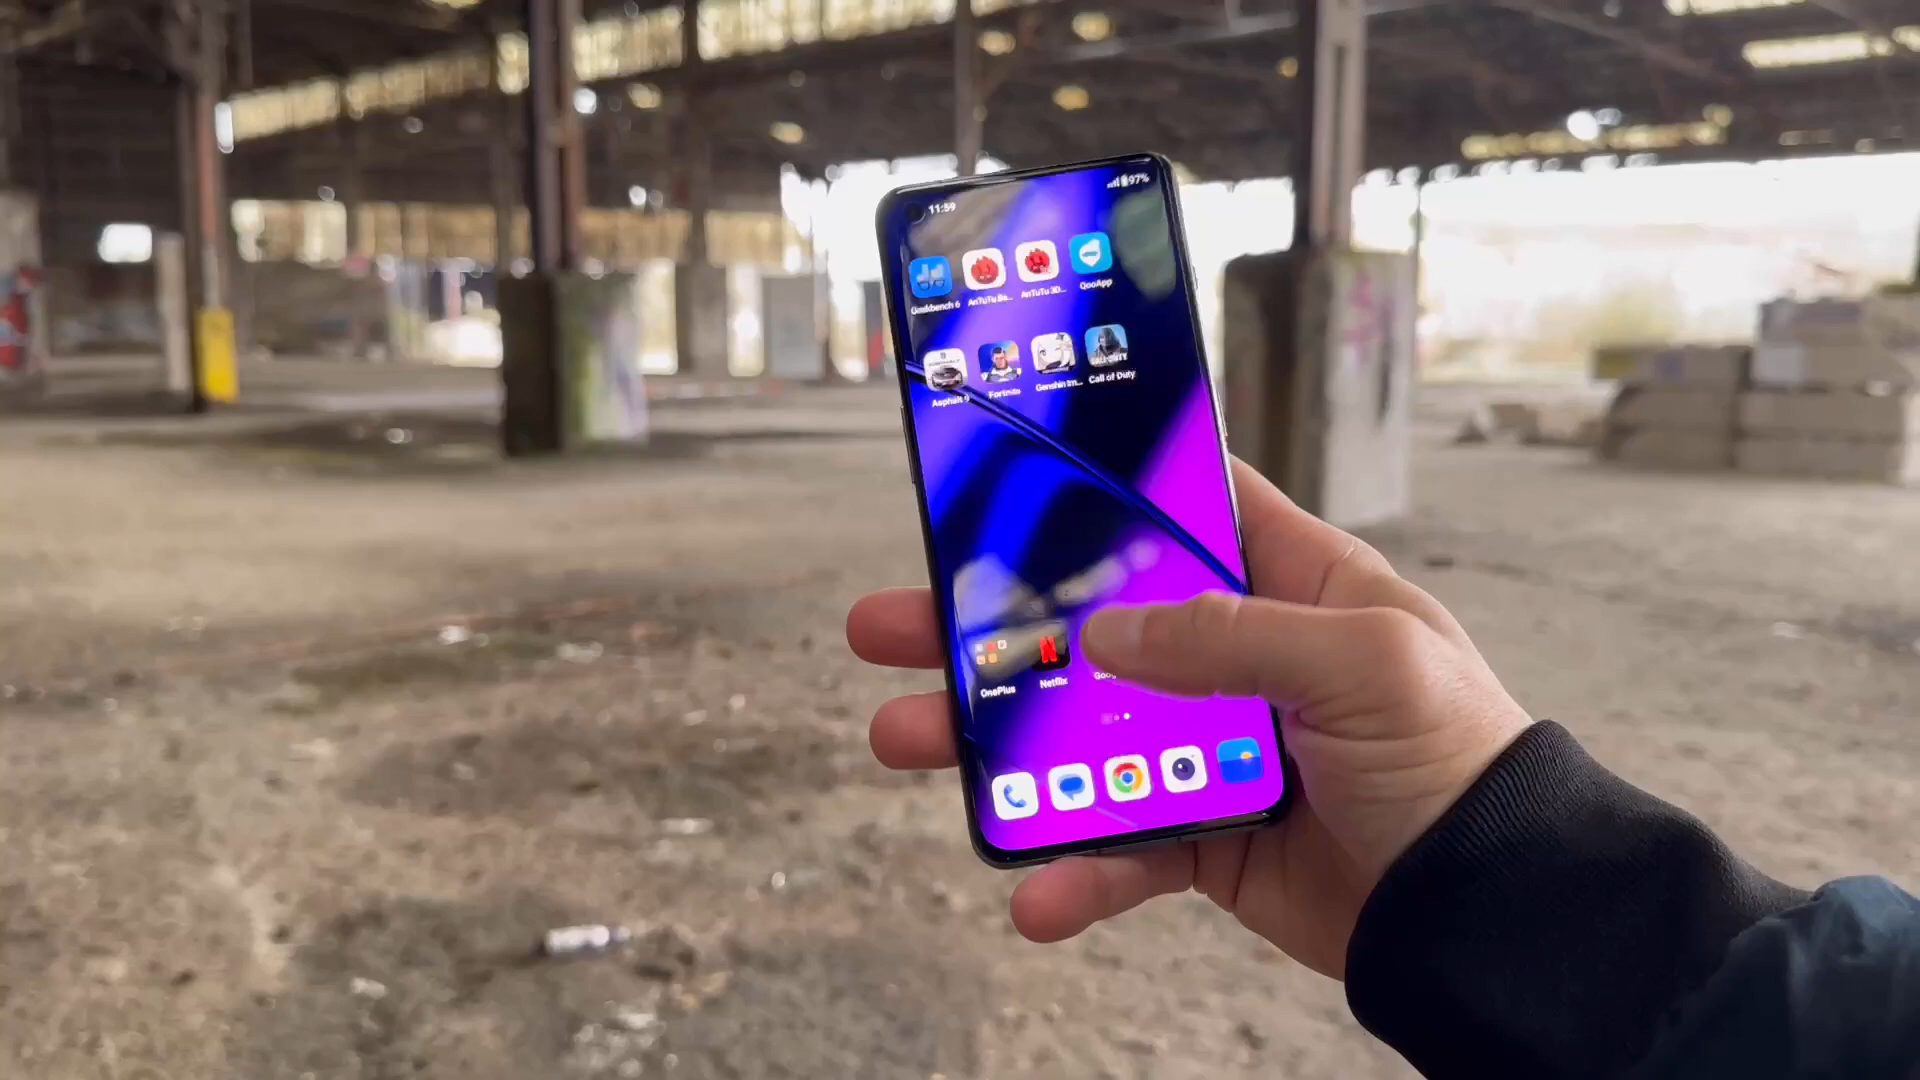 11:59 97%
Geekbench 6 AnTuTu Be... AnTuTu 3D... QooApp
Asphalt 9 Fortnite Genshin Im... Call of Duty
OnePlus Netflix Goog